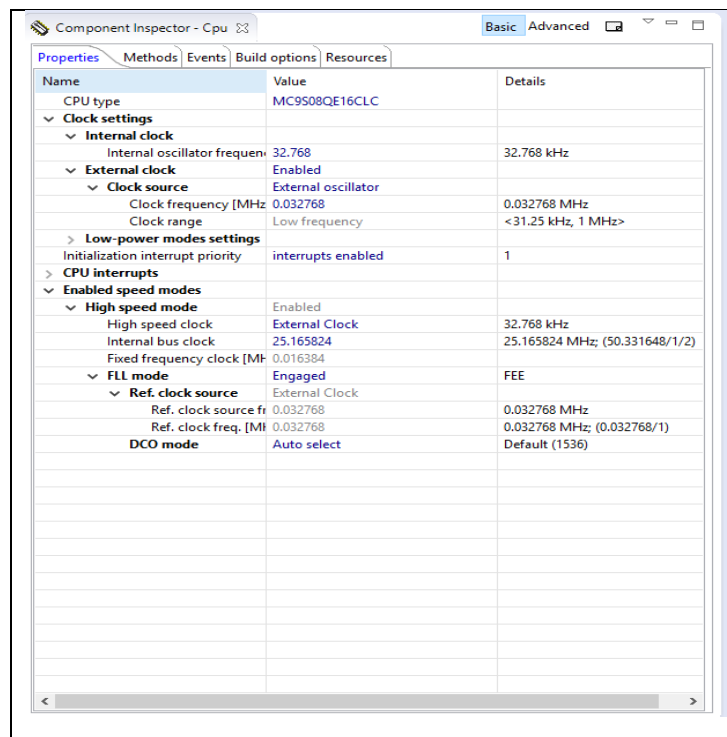 Component Inspector - Cpu
Basic Advanced
Properties Methods Events Build options Resources
Name Value Details
CPU type MC9S08QE16CLC
Clock settings
Internal clock
Internal oscillator frequen 32.768 32.768 kHz
External clock Enabled
Clock source External oscillator
Clock frequency [MHz 0.032768 0.032768 MHz
Clock range Low frequency <31.25 kHz, 1 MHz>
Low-power modes settings
Initialization interrupt priority interrupts enabled 1
CPU interrupts
Enabled speed modes
High speed mode Enabled
High speed clock External Clock 32.768 kHz
Internal bus clock 25.165824 25.165824 MHz; (50.331648/1/2)
Fixed frequency clock [MH 0.016384
FLL mode Engaged FEE
Ref. clock source External Clock
Ref. clock source fr 0.032768 0.032768 MHz
Ref. clock freq. [MH 0.032768 0.032768 MHz; (0.032768/1)
DCO mode Auto select Default (1536)